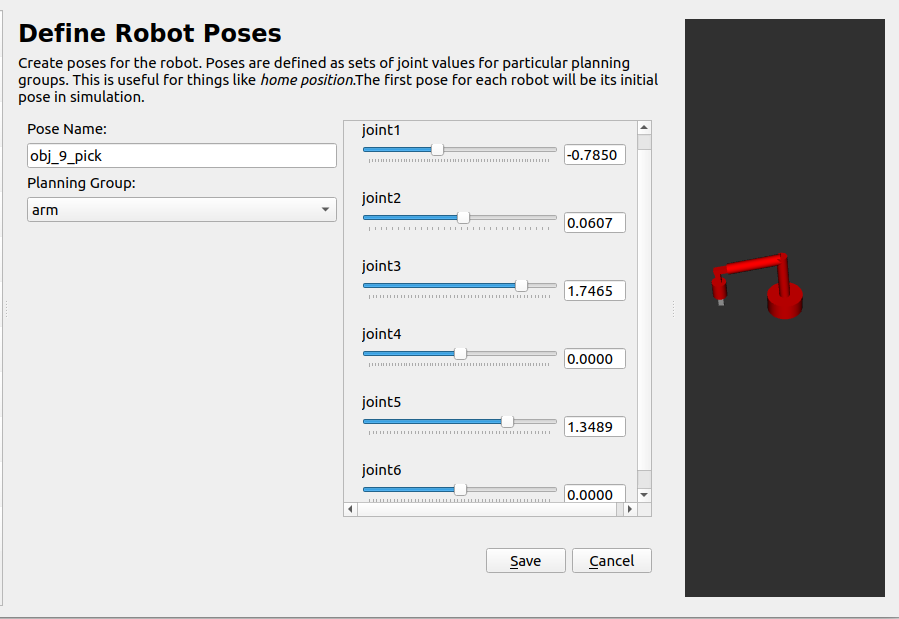 Define Robot Poses
Create poses for the robot. Poses are defined as sets of joint values for particular planning
groups. This is useful for things like home position.The first pose for each robot will be its initial
pose in simulation.
Pose Name:
obj_9_pick
Planning Group:
arm
joint1
-0.7850
joint2
0.0607
joint3
1.7465
joint4
0.0000
joint5
1.3489
joint6
0.0000
Save
Cancel